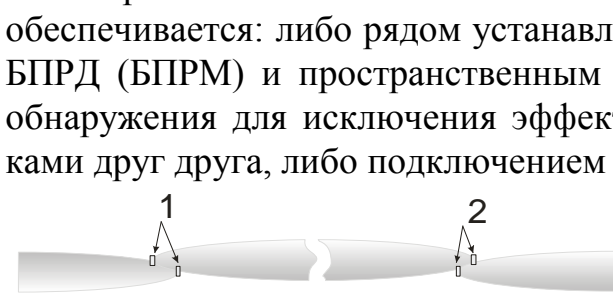 обеспечивается: либо рядом устанавл
БПРД (БПРМ) и пространственным
обнаружения для исключения эффект
ками друг друга, либо подключением
1 2